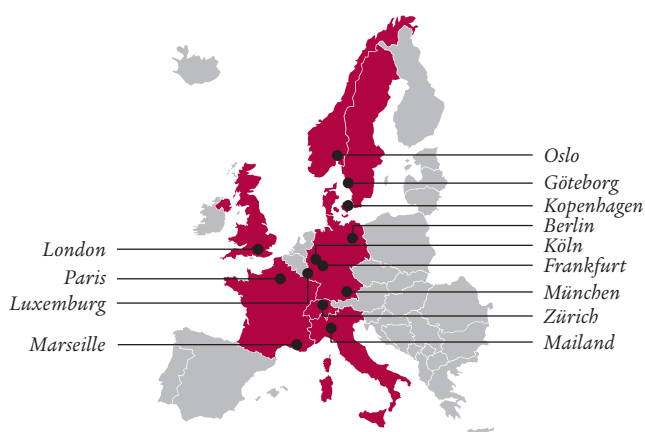 Oslo
Göteborg
Kopenhagen
Berlin
Köln
Frankfurt
München
Zürich
Mailand
London
Paris
Luxemburg
Marseille